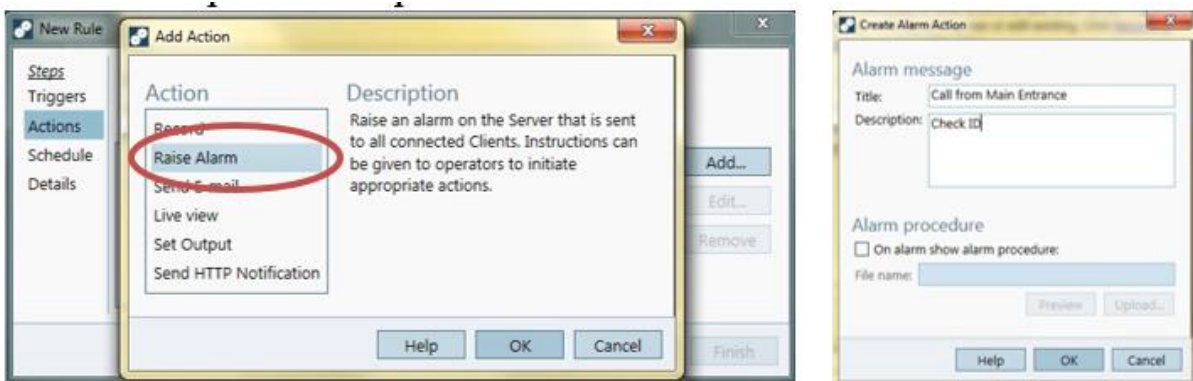 New Rule
Steps
Triggers
Actions
Schedule
Details
Add...
Edit...
Remove
Finish
Add Action
Action
Record
Raise Alarm
Send E-mail
Live view
Set Output
Send HTTP Notification
Description
Raise an alarm on the Server that is sent
to all connected Clients. Instructions can
be given to operators to initiate
appropriate actions.
Help
OK
Cancel
Create Alarm Action
Alarm message
Title:
Call from Main Entrance
Description:
Check ID
Alarm procedure
On alarm show alarm procedure:
File name:
Preview
Upload...
Help
OK
Cancel